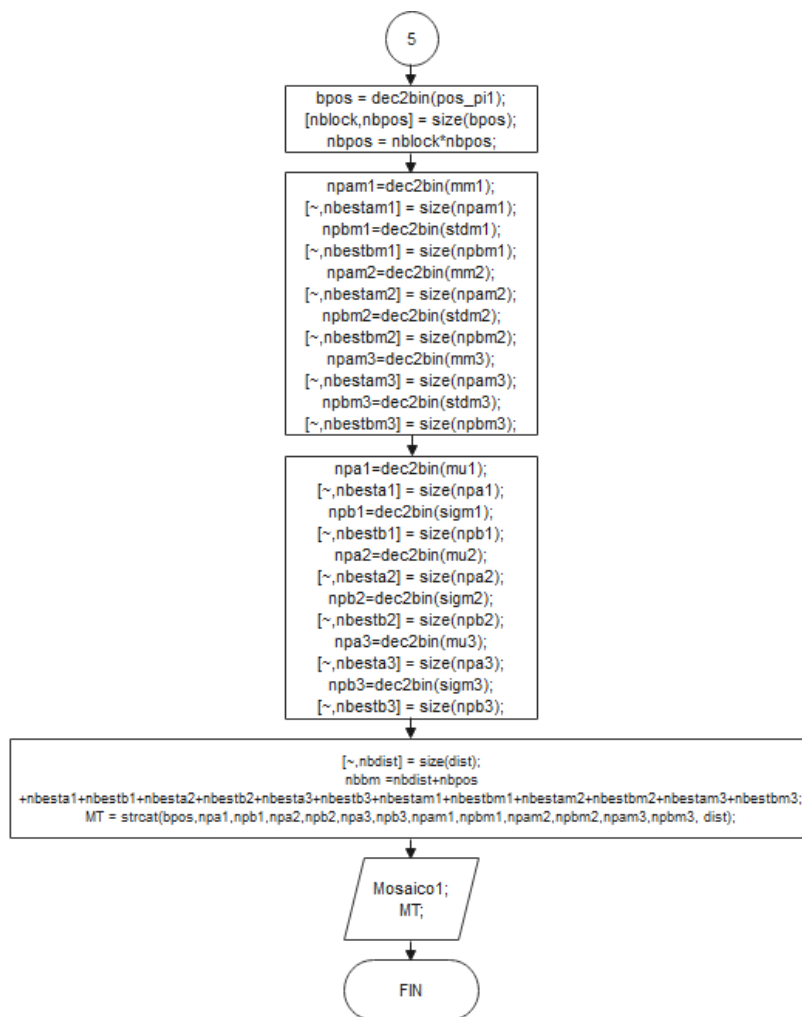 5
bpos = dec2bin(pos_pi1);
[nblock,nbpos] = size(bpos);
nbpos = nblock*nbpos;
npam1=dec2bin(mm1);
[~,nbestam1] = size(npam1);
npbm1=dec2bin(stdm1);
[~,nbestbm1] = size(npbm1);
npam2=dec2bin(mm2);
[~,nbestam2] = size(npam2);
npbm2=dec2bin(stdm2);
[~,nbestbm2] = size(npbm2);
npam3=dec2bin(mm3);
[~,nbestam3] = size(npam3);
npbm3=dec2bin(stdm3);
[~,nbestbm3] = size(npbm3);
npa1=dec2bin(mu1);
[~,nbesta1] = size(npa1);
npb1=dec2bin(sigm1);
[~,nbestb1] = size(npb1);
npa2=dec2bin(mu2);
[~,nbesta2] = size(npa2);
npb2=dec2bin(sigm2);
[~,nbestb2] = size(npb2);
npa3=dec2bin(mu3);
[~,nbesta3] = size(npa3);
npb3=dec2bin(sigm3);
[~,nbestb3] = size(npb3);
[~,nbdist] = size(dist);
nbbm =nbdist+nbpos
+nbesta1+nbestb1+nbesta2+nbestb2+nbesta3+nbestb3+nbestam1+nbestbm1+nbestam2+nbestbm2+nbestam3+nbestbm3;
MT = strcat(bpos,npa1,npb1,npa2,npb2,npa3,npb3,npam1,npbm1,npam2,npbm2,npam3,npbm3, dist);
Mosaico1;
MT;
FIN